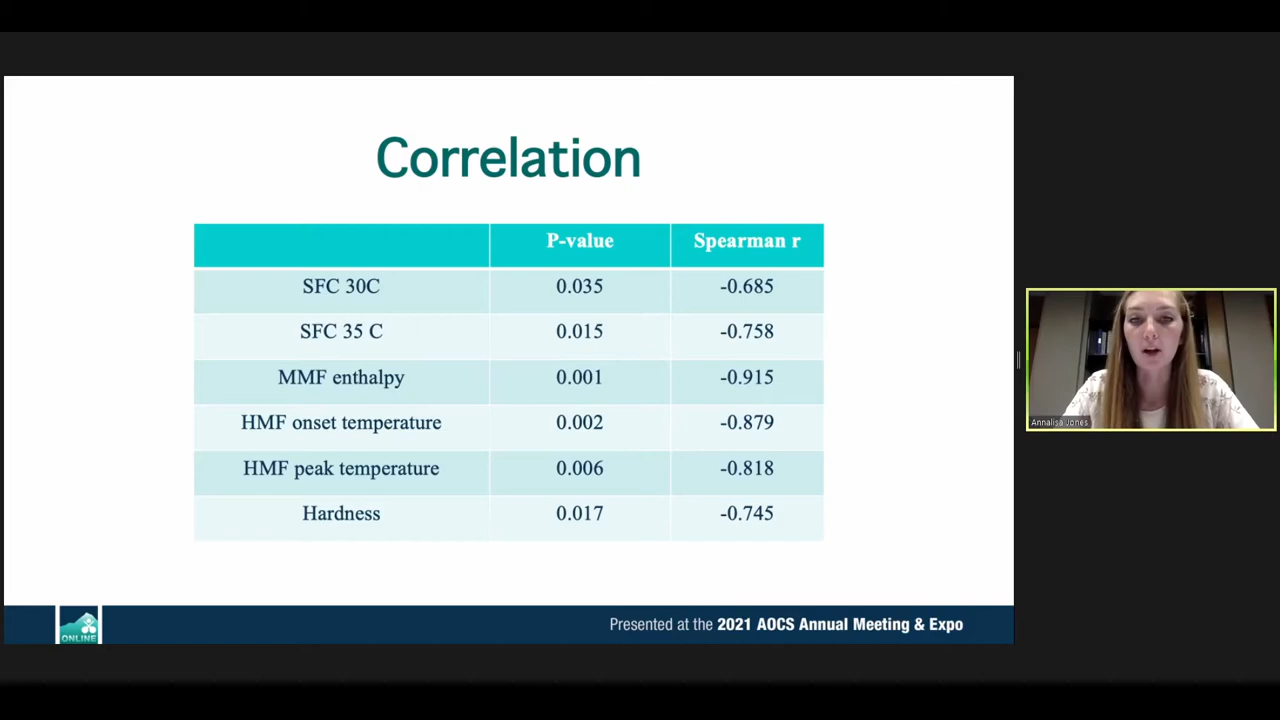 Correlation
P-value Spearman r
SFC 30C 0.035 -0.685
SFC 35 C 0.015 -0.758
MMF enthalpy 0.001 -0.915
HMF onset temperature 0.002 -0.879
HMF peak temperature 0.006 -0.818
Hardness 0.017 -0.745
Annalisa Jones
ONLINE
Presented at the 2021 AOCS Annual Meeting & Expo